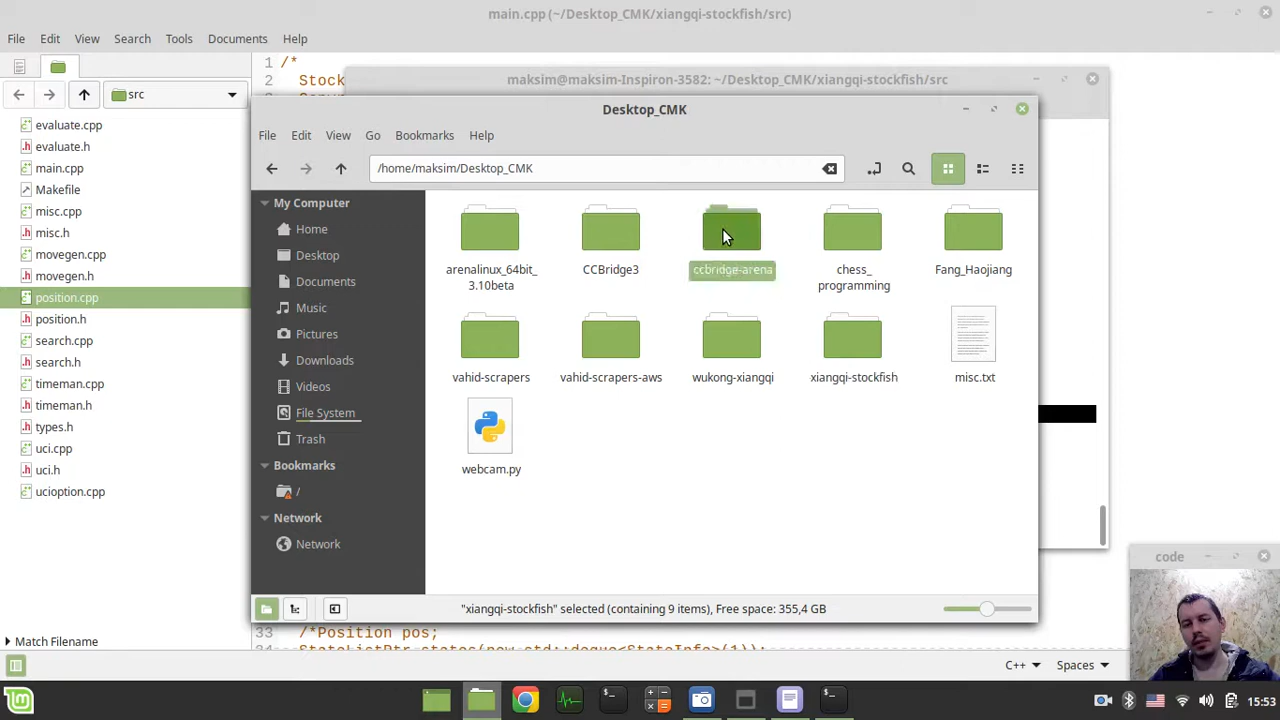 main.cpp (~/Desktop_CMK/xiangqi-stockfish/src)
File Edit View Search Tools Documents Help
src
evaluate.cpp
evaluate.h
main.cpp
Makefile
misc.cpp
misc.h
movegen.cpp
movegen.h
position.cpp
position.h
search.cpp
search.h
timeman.cpp
timeman.h
types.h
uci.cpp
uci.h
ucioption.cpp
Match Filename
1 /*
2 Stock
maksim@maksim-Inspiron-3582: ~/Desktop_CMK/xiangqi-stockfish/src
Desktop_CMK
File Edit View Go Bookmarks Help
/home/maksim/Desktop_CMK
My Computer
Home
Desktop
Documents
Music
Pictures
Downloads
Videos
File System
Trash
Bookmarks
/
Network
Network
arenalinux_64bit_
3.10beta
CCBridge3
ccbridge-arena
chess_
programming
Fang_Haojiang
vahid-scrapers
vahid-scrapers-aws
wukong-xiangqi
xiangqi-stockfish
misc.txt
webcam.py
"xiangqi-stockfish" selected (containing 9 items), Free space: 355,4 GB
33 /*Position pos;
code
C++ Spaces
15:53